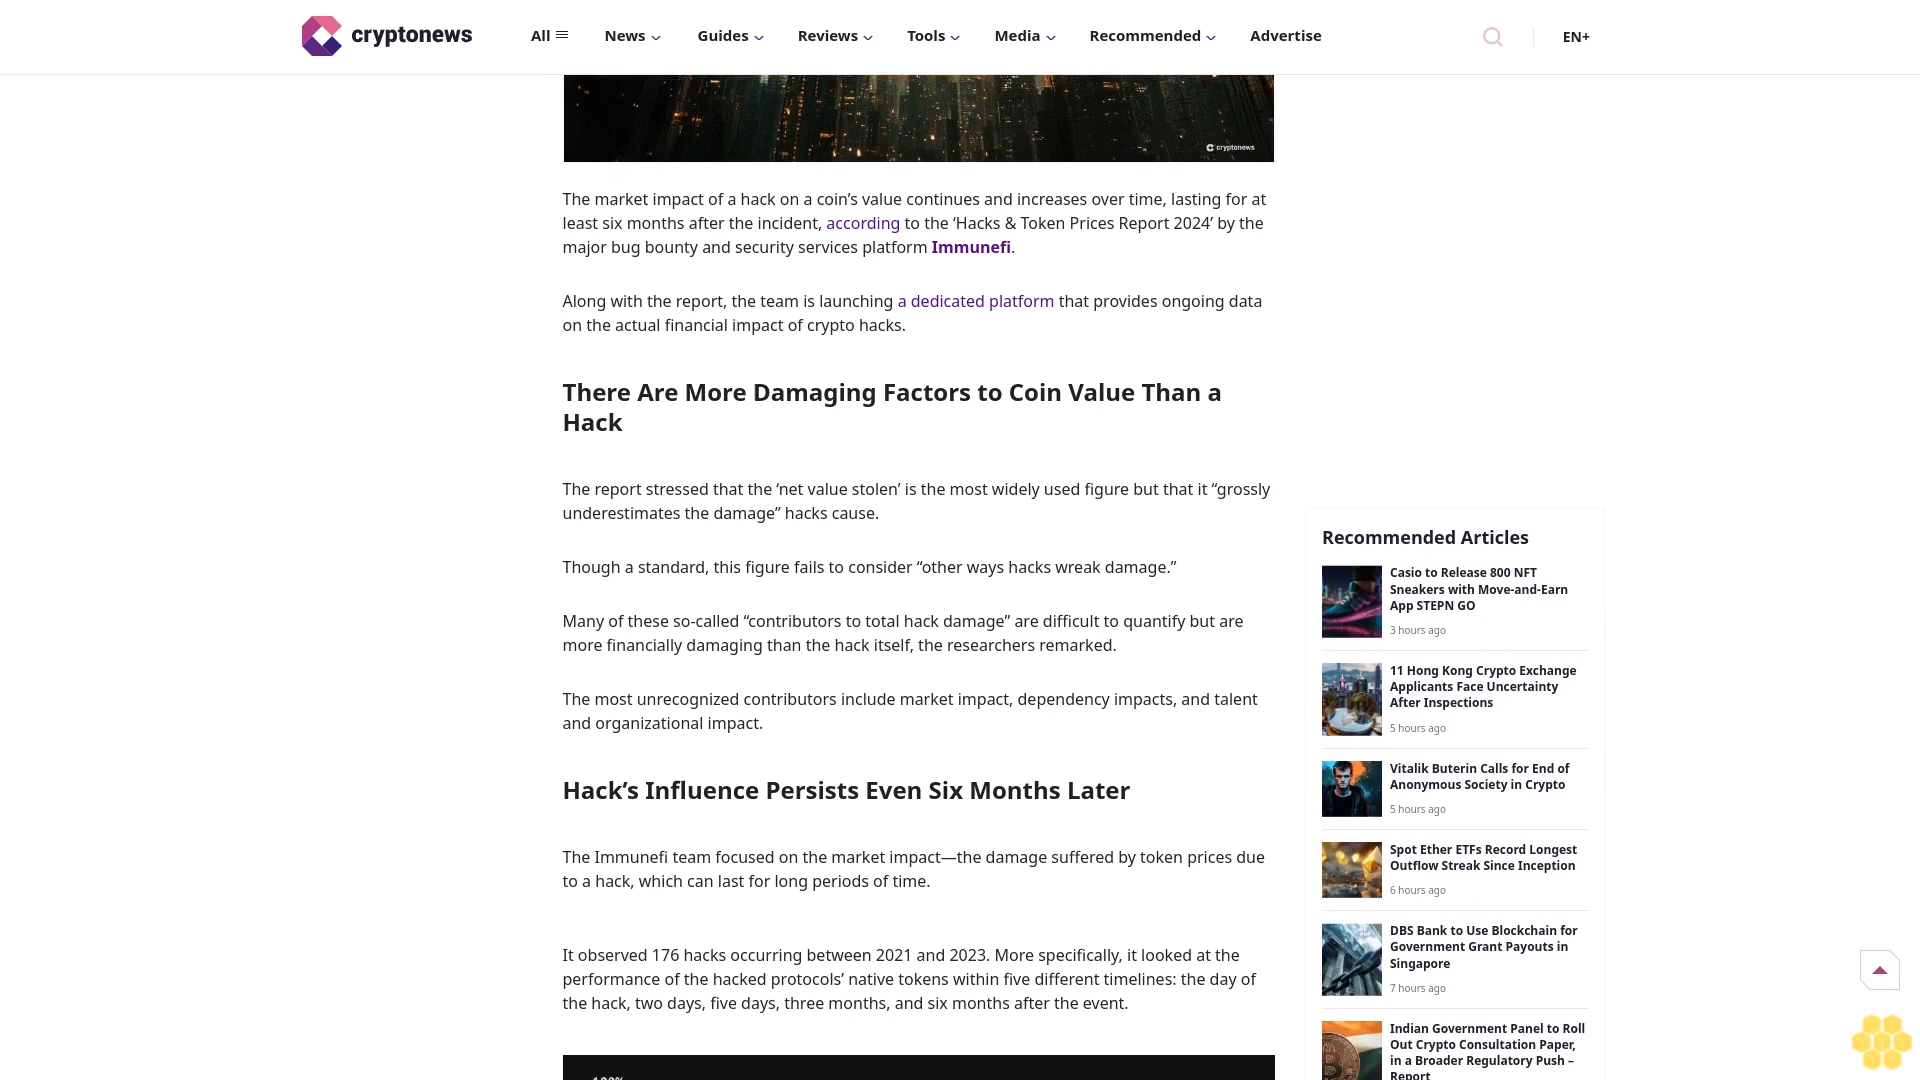 cryptonews
All
News
Guides
Reviews
Tools
Media
Recommended
Advertise
EN+
cryptonews
The market impact of a hack on a coin’s value continues and increases over time, lasting for at
least six months after the incident, according to the ‘Hacks & Token Prices Report 2024’ by the
major bug bounty and security services platform Immunefi.
Along with the report, the team is launching a dedicated platform that provides ongoing data
on the actual financial impact of crypto hacks.
There Are More Damaging Factors to Coin Value Than a
Hack
The report stressed that the ‘net value stolen’ is the most widely used figure but that it “grossly
underestimates the damage” hacks cause.
Though a standard, this figure fails to consider “other ways hacks wreak damage.”
Many of these so-called “contributors to total hack damage” are difficult to quantify but are
more financially damaging than the hack itself, the researchers remarked.
The most unrecognized contributors include market impact, dependency impacts, and talent
and organizational impact.
Hack’s Influence Persists Even Six Months Later
The Immunefi team focused on the market impact—the damage suffered by token prices due
to a hack, which can last for long periods of time.
It observed 176 hacks occurring between 2021 and 2023. More specifically, it looked at the
performance of the hacked protocols’ native tokens within five different timelines: the day of
the hack, two days, five days, three months, and six months after the event.
Recommended Articles
Casio to Release 800 NFT
Sneakers with Move-and-Earn
App STEPN GO
3 hours ago
11 Hong Kong Crypto Exchange
Applicants Face Uncertainty
After Inspections
5 hours ago
Vitalik Buterin Calls for End of
Anonymous Society in Crypto
5 hours ago
Spot Ether ETFs Record Longest
Outflow Streak Since Inception
6 hours ago
DBS Bank to Use Blockchain for
Government Grant Payouts in
Singapore
7 hours ago
Indian Government Panel to Roll
Out Crypto Consultation Paper,
in a Broader Regulatory Push –
Report